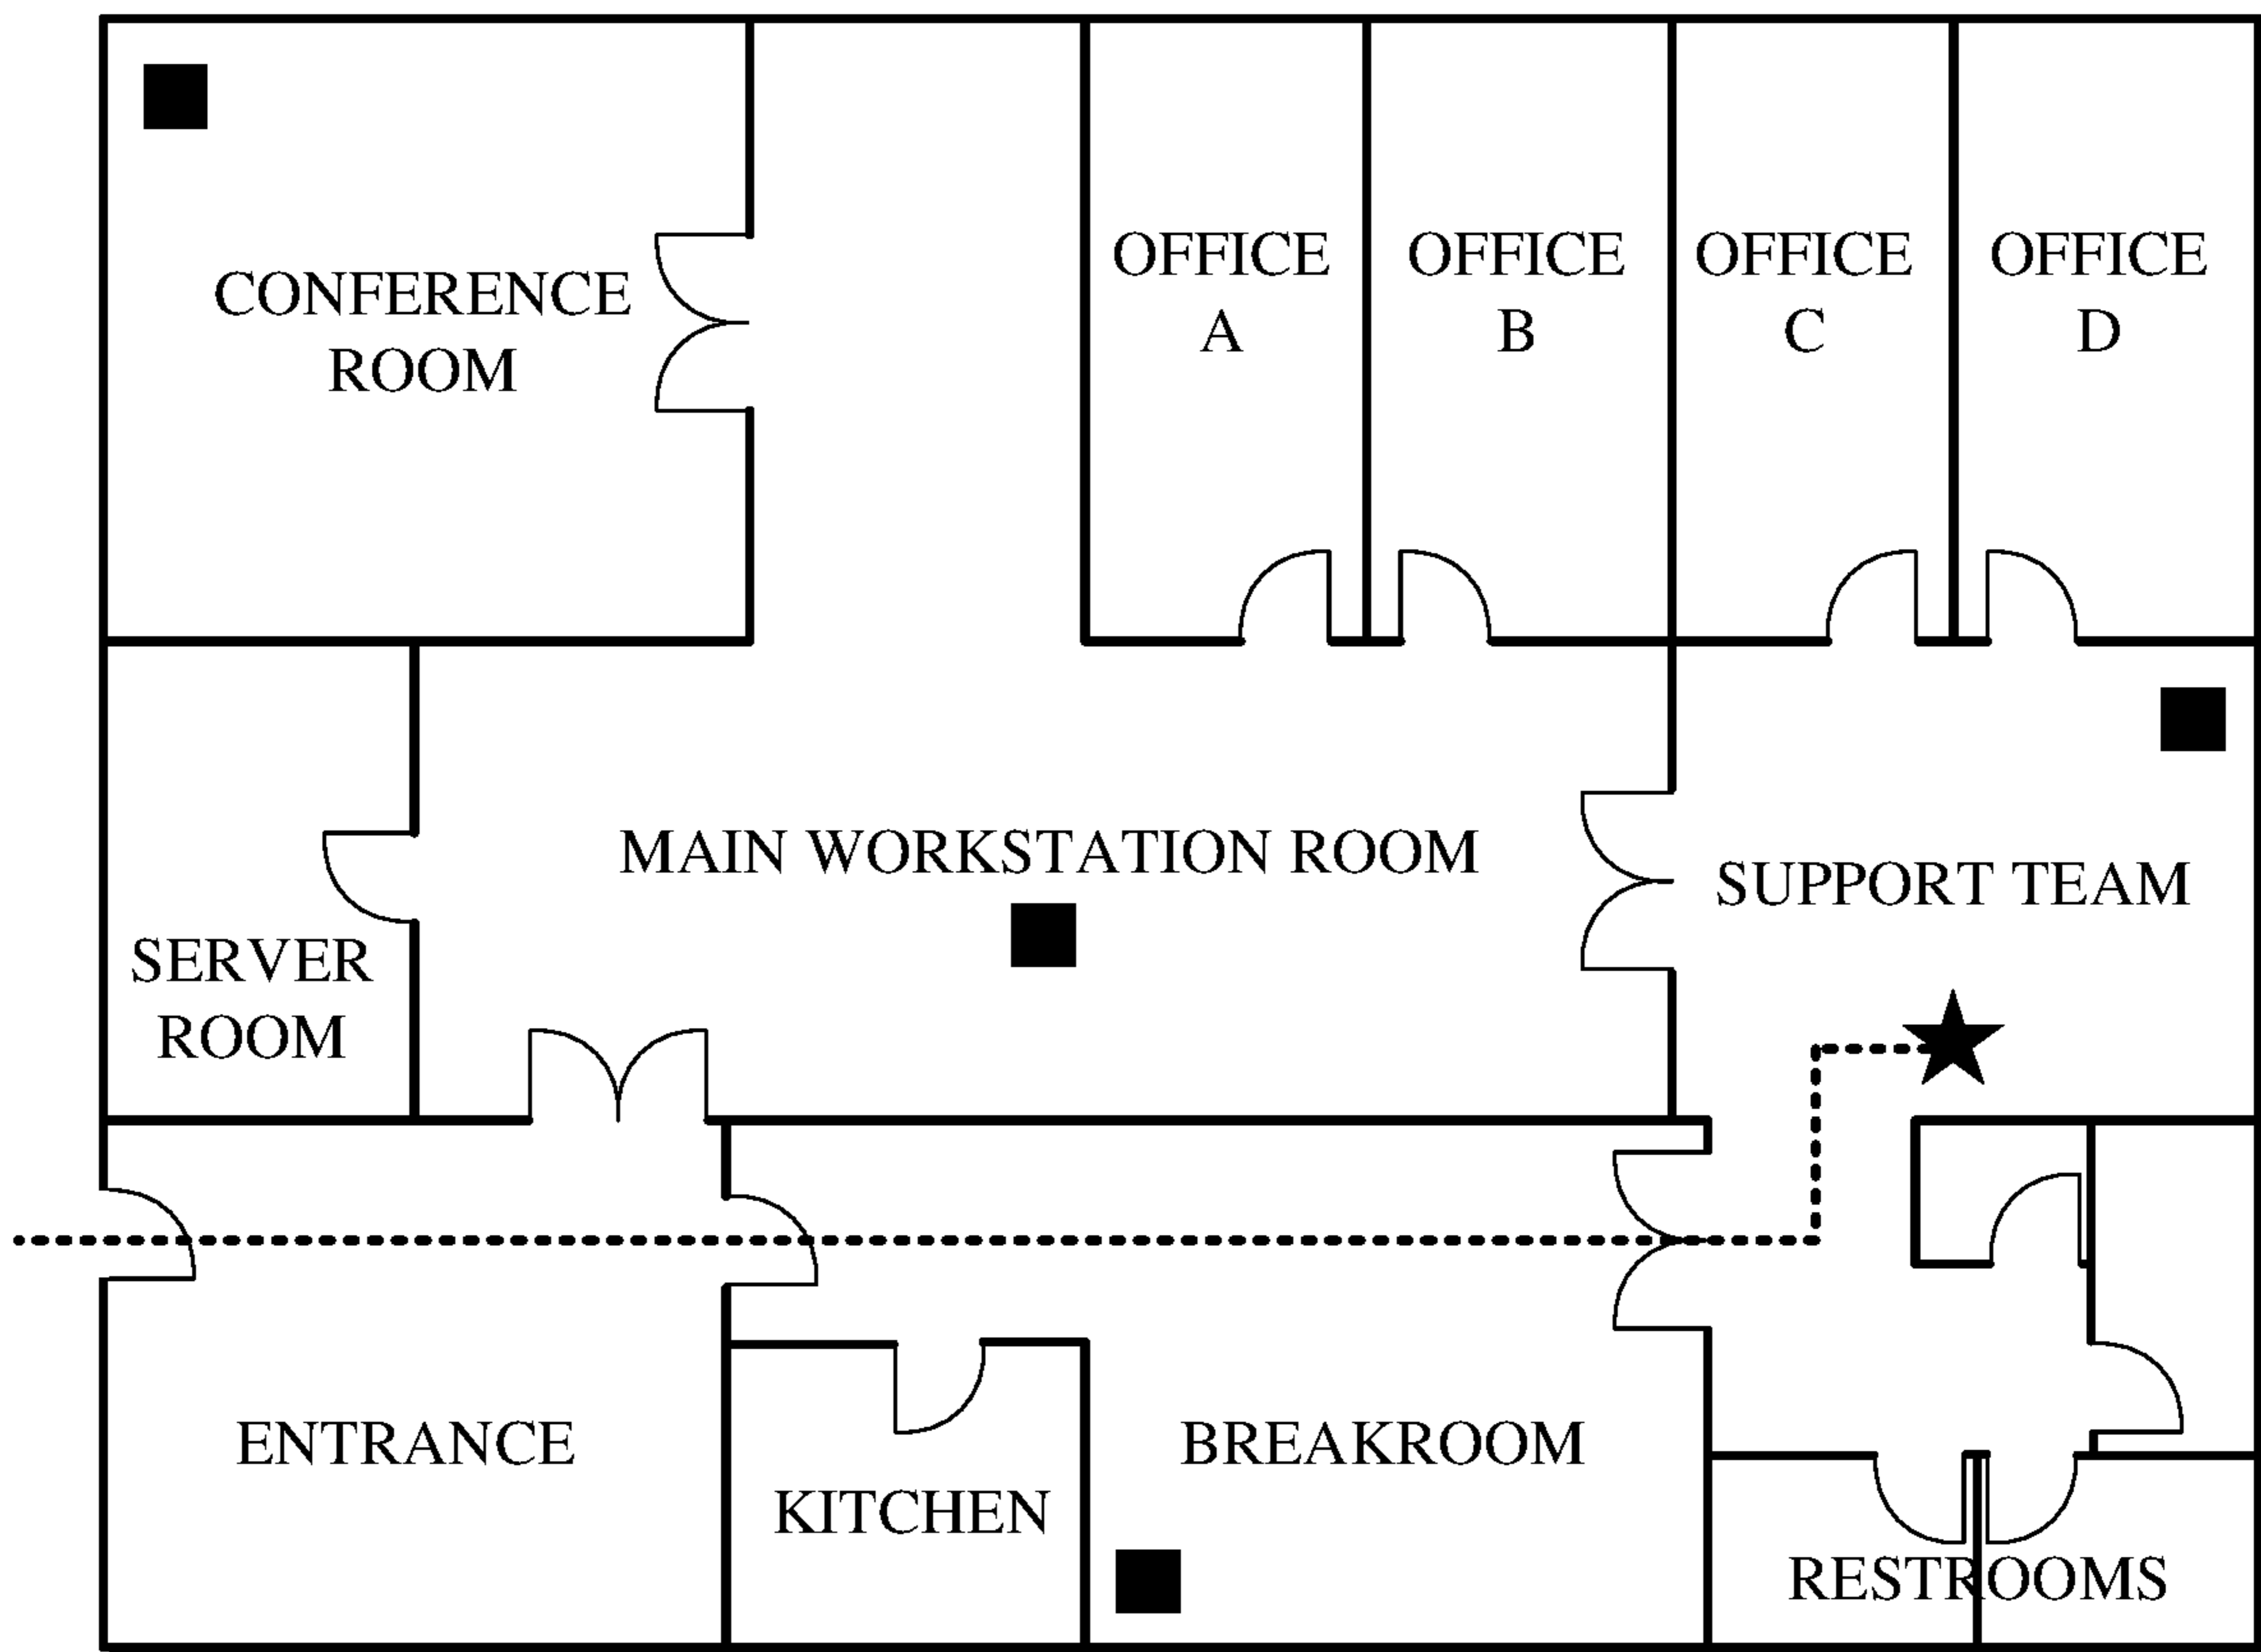 CONFERENCE
ROOM
OFFICE
A
OFFICE
B
OFFICE
C
OFFICE
D
MAIN WORKSTATION ROOM
SUPPORT TEAM
SERVER
ROOM
ENTRANCE
KITCHEN
BREAKROOM
RESTROOMS